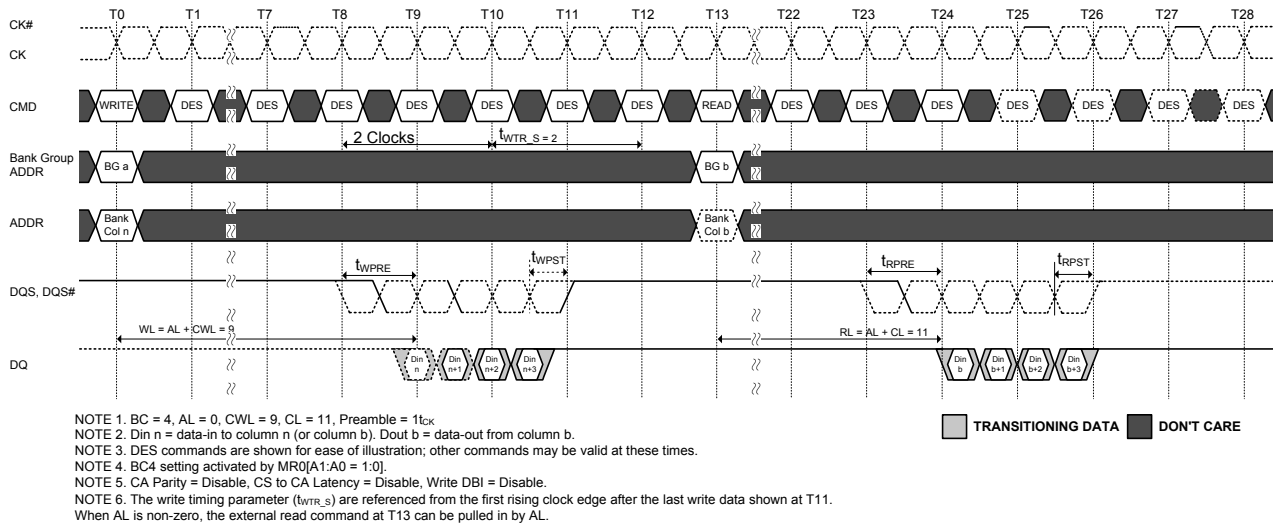 T0 T1 T7 T8 T9 T10 T11 T12 T13 T22 T23 T24 T25 T26 T27 T28
CK#
CK
CMD WRITE DES DES DES DES DES DES DES READ DES DES DES DES DES DES DES
2 Clocks tWTR_S = 2
Bank Group
ADDR
BG a BG b
ADDR
Bank
Col n
Bank
Col b
tWPRE tWPST tRPRE tRPST
DQS, DQS#
WL = AL + CWL = 9 RL = AL + CL = 11
DQ
Din
n
Din
n+1
Din
n+2
Din
n+3
Din
b
Din
b+1
Din
b+2
Din
b+3
NOTE 1. BC = 4, AL = 0, CWL = 9, CL = 11, Preamble = 1tCK
NOTE 2. Din n = data-in to column n (or column b). Dout b = data-out from column b.
NOTE 3. DES commands are shown for ease of illustration; other commands may be valid at these times.
NOTE 4. BC4 setting activated by MR0[A1:A0 = 1:0].
NOTE 5. CA Parity = Disable, CS to CA Latency = Disable, Write DBI = Disable.
NOTE 6. The write timing parameter (tWTR_S) are referenced from the first rising clock edge after the last write data shown at T11.
When AL is non-zero, the external read command at T13 can be pulled in by AL.
TRANSITIONING DATA DON'T CARE